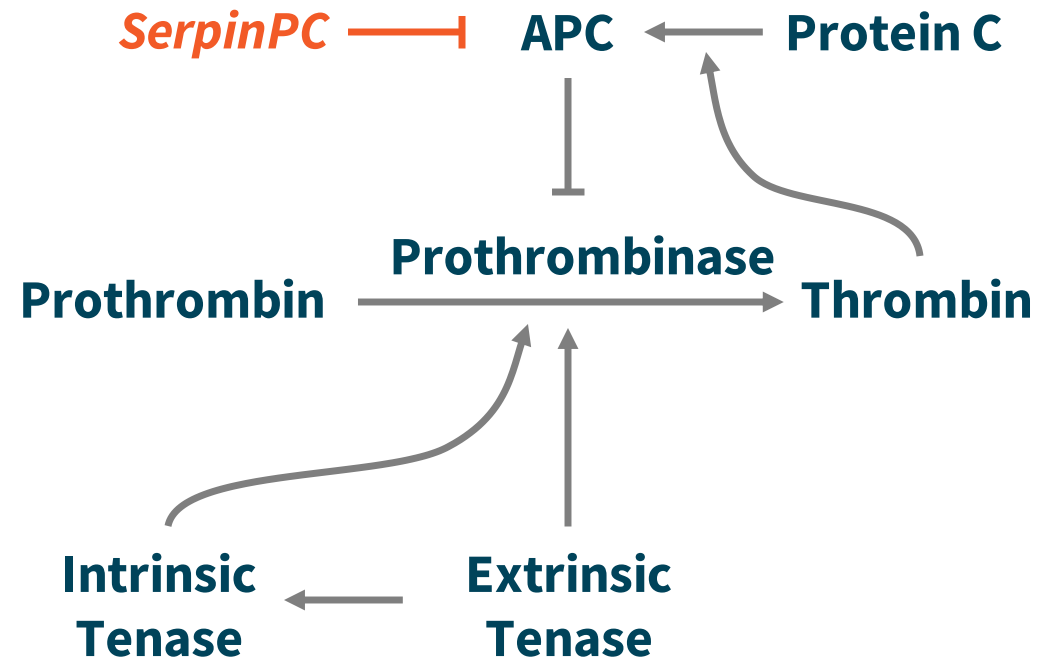 SerpinPC
APC
Protein C
Prothrombinase
Prothrombin
Thrombin
Intrinsic
Tenase
Extrinsic
Tenase